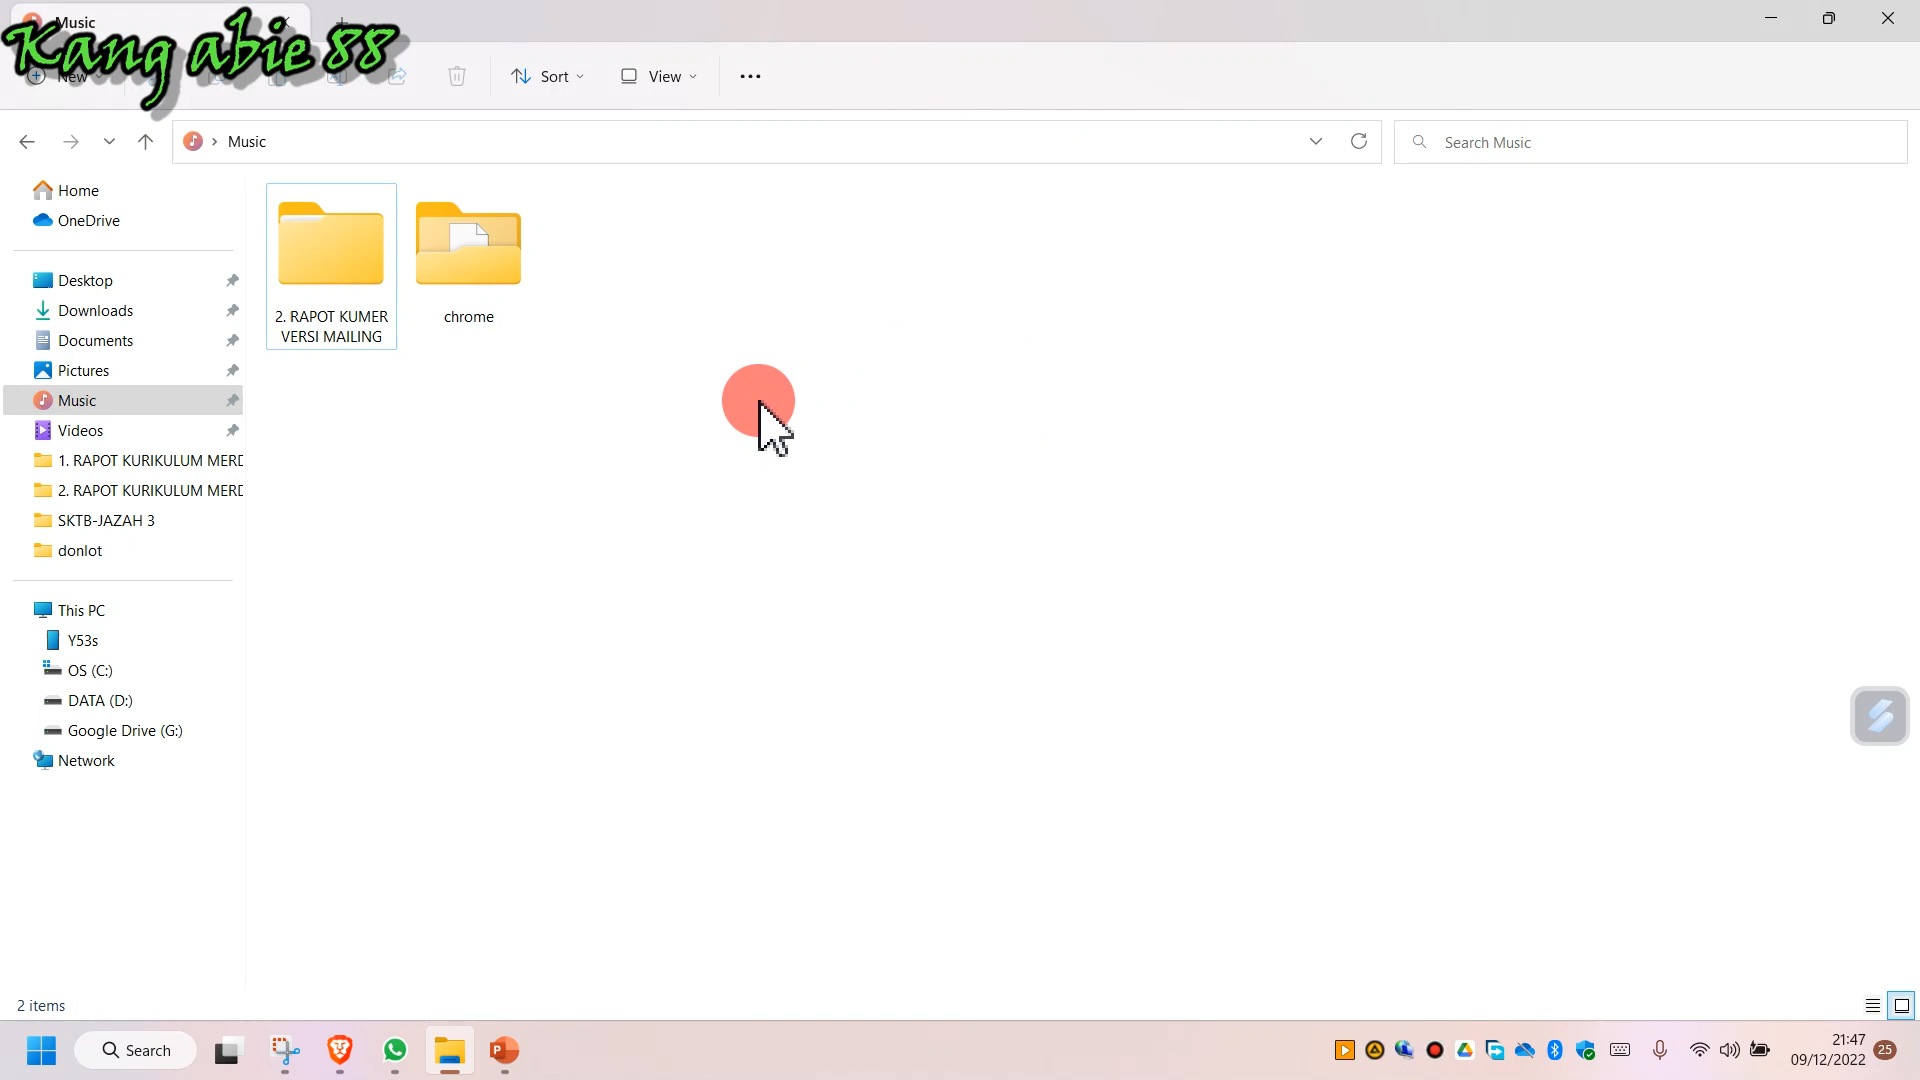 Music
Kang abie 88
New
Sort
View
Music
Search Music
Home
OneDrive
Desktop
Downloads
Documents
Pictures
Music
Videos
1. RAPOT KURIKULUM MERD
2. RAPOT KURIKULUM MERD
SKTB-JAZAH 3
donlot
This PC
Y53s
OS (C:)
DATA (D:)
Google Drive (G:)
Network
2. RAPOT KUMER
VERSI MAILING
chrome
2 items
Search
21:47
09/12/2022
25